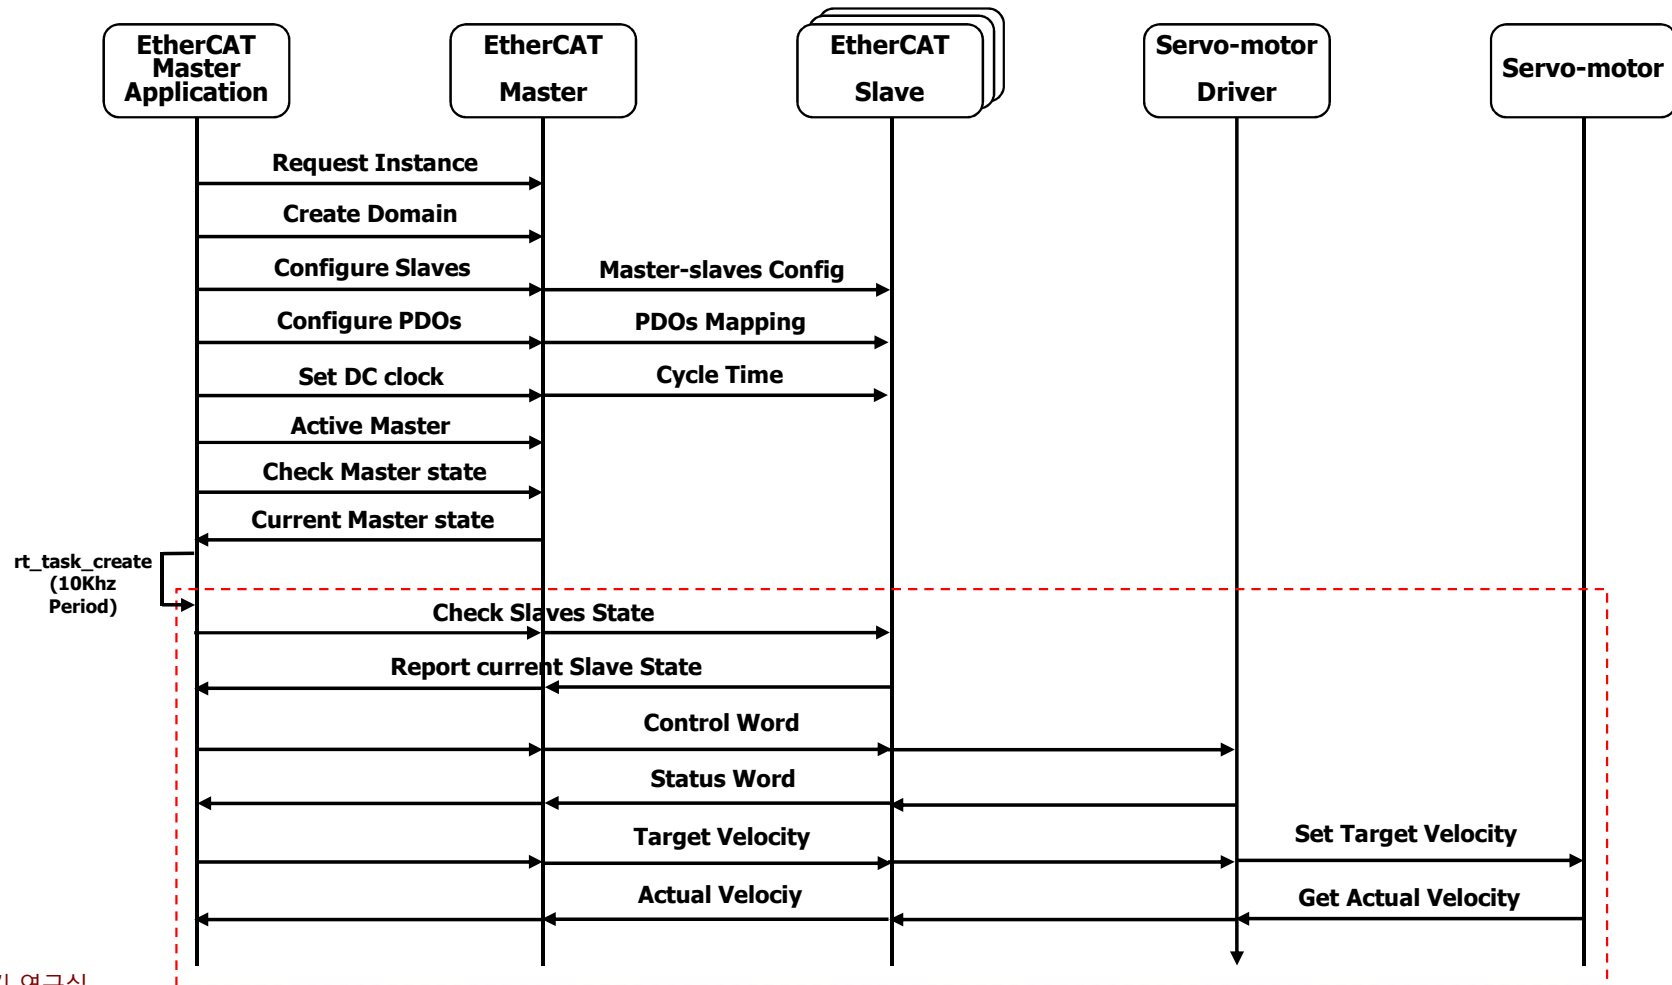 EtherCAT
Master
Application
EtherCAT
Master
EtherCAT
Slave
Servo-motor
Driver
Servo-motor
Request Instance
Create Domain
Configure Slaves
Master-slaves Config
Configure PDOs
PDOs Mapping
Set DC clock
Cycle Time
Active Master
Check Master state
Current Master state
rt_task_create
(10Khz
Period)
Check Slaves State
Report current Slave State
Control Word
Status Word
Target Velocity
Set Target Velocity
Actual Velociy
Get Actual Velocity